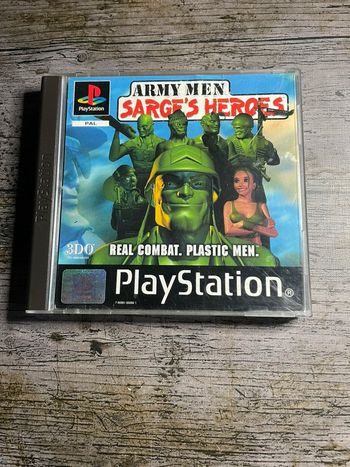 ARMY MEN
SARGE'S HEROES
PlayStation
PAL
3DO
REAL COMBAT. PLASTIC MEN.
PlayStation®